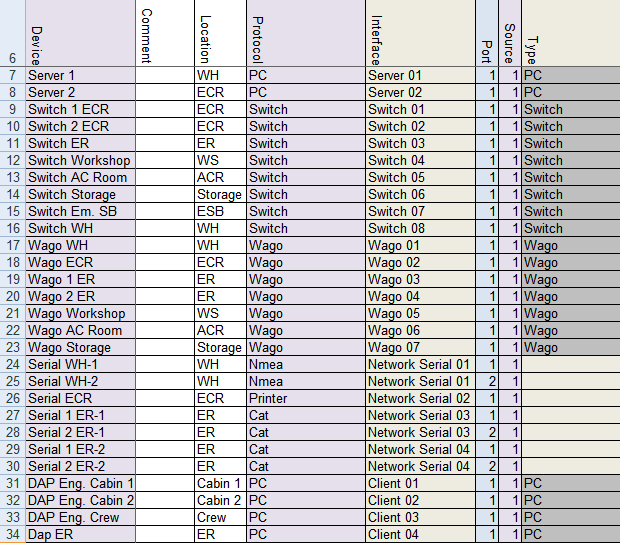 6 Device Comment Location Protocol Interface Port Source Type
7 Server 1 WH PC Server 01 1 1 PC
8 Server 2 ECR PC Server 02 1 1 PC
9 Switch 1 ECR ECR Switch Switch 01 1 1 Switch
10 Switch 2 ECR ECR Switch Switch 02 1 1 Switch
11 Switch ER ER Switch Switch 03 1 1 Switch
12 Switch Workshop WS Switch Switch 04 1 1 Switch
13 Switch AC Room ACR Switch Switch 05 1 1 Switch
14 Switch Storage Storage Switch Switch 06 1 1 Switch
15 Switch Em. SB ESB Switch Switch 07 1 1 Switch
16 Switch WH WH Switch Switch 08 1 1 Switch
17 Wago WH WH Wago Wago 01 1 1 Wago
18 Wago ECR ECR Wago Wago 02 1 1 Wago
19 Wago 1 ER ER Wago Wago 03 1 1 Wago
20 Wago 2 ER ER Wago Wago 04 1 1 Wago
21 Wago Workshop WS Wago Wago 05 1 1 Wago
22 Wago AC Room ACR Wago Wago 06 1 1 Wago
23 Wago Storage Storage Wago Wago 07 1 1 Wago
24 Serial WH-1 WH Nmea Network Serial 01 1 1
25 Serial WH-2 WH Nmea Network Serial 01 2 1
26 Serial ECR ECR Printer Network Serial 02 1 1
27 Serial 1 ER-1 ER Cat Network Serial 03 1 1
28 Serial 2 ER-1 ER Cat Network Serial 03 2 1
29 Serial 1 ER-2 ER Cat Network Serial 04 1 1
30 Serial 2 ER-2 ER Cat Network Serial 04 2 1
31 DAP Eng. Cabin 1 Cabin 1 PC Client 01 1 1 PC
32 DAP Eng. Cabin 2 Cabin 2 PC Client 02 1 1 PC
33 DAP Eng. Crew Crew PC Client 03 1 1 PC
34 Dap ER ER PC Client 04 1 1 PC